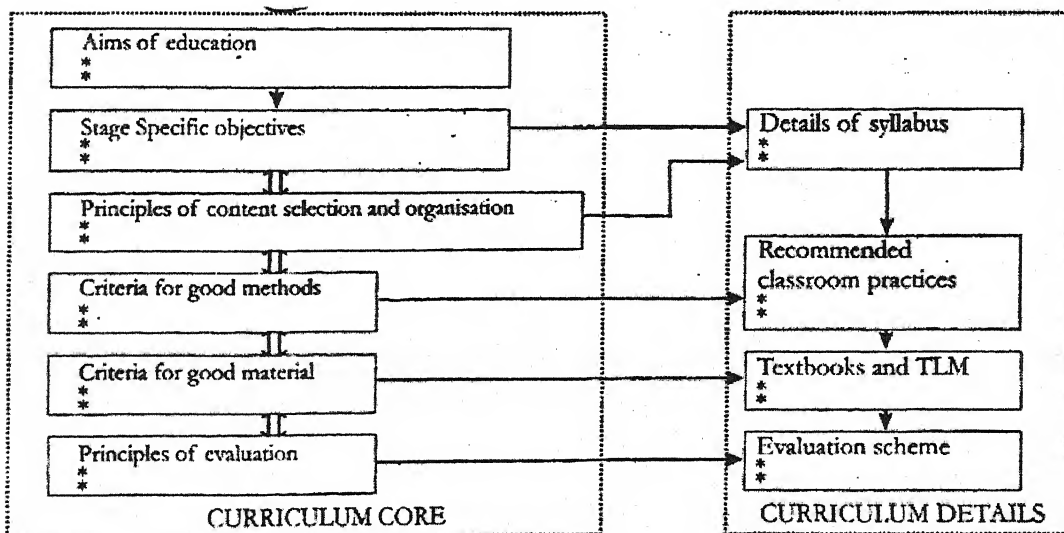 Aims of education
*
*
Stage Specific objectives
*
*
Principles of content selection and organisation
*
*
Criteria for good methods
*
*
Criteria for good material
*
*
Principles of evaluation
*
*
CURRICULUM CORE
Details of syllabus
*
*
Recommended
classroom practices
*
*
Textbooks and TLM
*
*
Evaluation scheme
*
*
CURRICULUM DETAILS